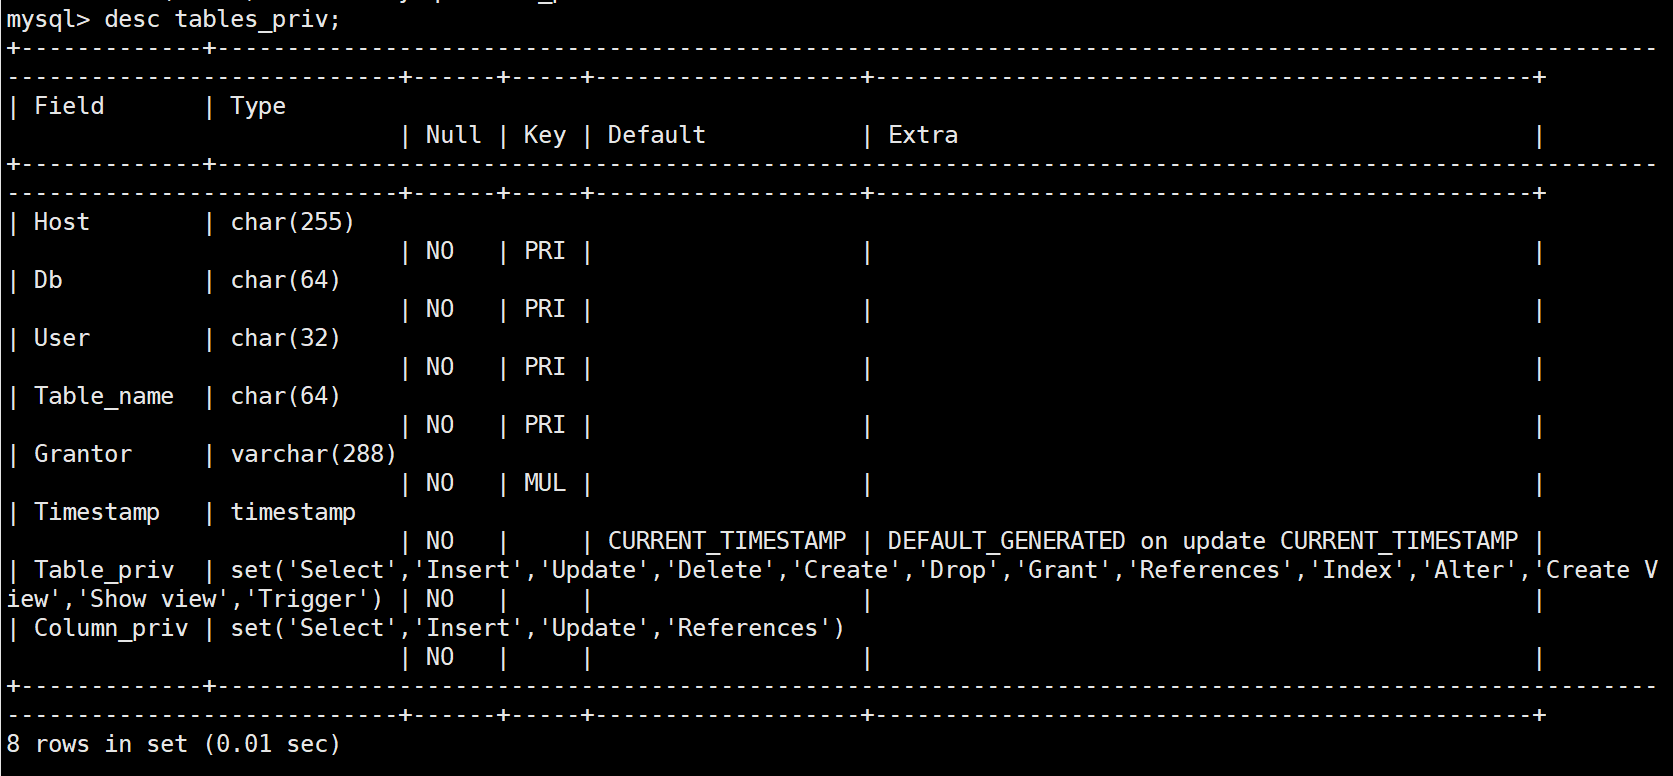 mysql> desc tables_priv;
+-------------+-------------------------------------------------------------------------------------------------------
----------------------------+------+-----+-------------------+-----------------------------------------------+
| Field       | Type
                            | Null | Key | Default           | Extra                                         |
+-------------+-------------------------------------------------------------------------------------------------------
----------------------------+------+-----+-------------------+-----------------------------------------------+
| Host        | char(255)
                            | NO   | PRI |                   |                                               |
| Db          | char(64)
                            | NO   | PRI |                   |                                               |
| User        | char(32)
                            | NO   | PRI |                   |                                               |
| Table_name  | char(64)
                            | NO   | PRI |                   |                                               |
| Grantor     | varchar(288)
                            | NO   | MUL |                   |                                               |
| Timestamp   | timestamp
                            | NO   |     | CURRENT_TIMESTAMP | DEFAULT_GENERATED on update CURRENT_TIMESTAMP |
| Table_priv  | set('Select','Insert','Update','Delete','Create','Drop','Grant','References','Index','Alter','Create V
iew','Show view','Trigger') | NO   |     |                   |                                               |
| Column_priv | set('Select','Insert','Update','References')
                            | NO   |     |                   |                                               |
+-------------+-------------------------------------------------------------------------------------------------------
----------------------------+------+-----+-------------------+-----------------------------------------------+
8 rows in set (0.01 sec)